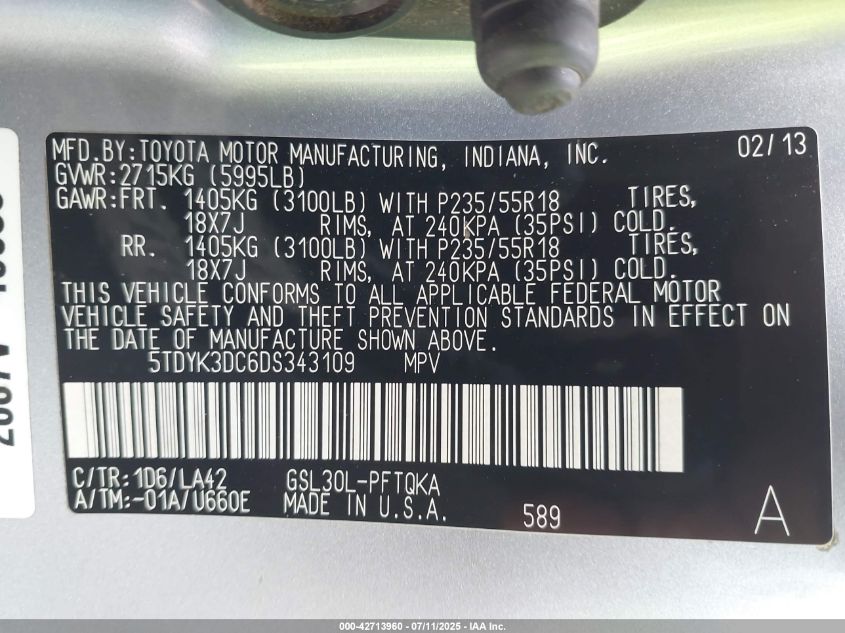 MFD.BY:TOYOTA MOTOR MANUFACTURING, INDIANA, INC. 02/13
GVWR:2715KG (5995LB)
GAWR:FRT. 1405KG (3100LB) WITH P235/55R18 TIRES,
18X7J RIMS, AT 240KPA (35PSI) COLD.
RR. 1405KG (3100LB) WITH P235/55R18 TIRES,
18X7J RIMS, AT 240KPA (35PSI) COLD.
THIS VEHICLE CONFORMS TO ALL APPLICABLE FEDERAL MOTOR
VEHICLE SAFETY AND THEFT PREVENTION STANDARDS IN EFFECT ON
THE DATE OF MANUFACTURE SHOWN ABOVE.
5TDYK3DC6DS343109 MPV
C/TR:1D6/LA42 GSL30L-PFTQKA
A/TM:-01A/U660E MADE IN U.S.A. 589 A
000-42713960 - 07/11/2025 - IAA Inc.